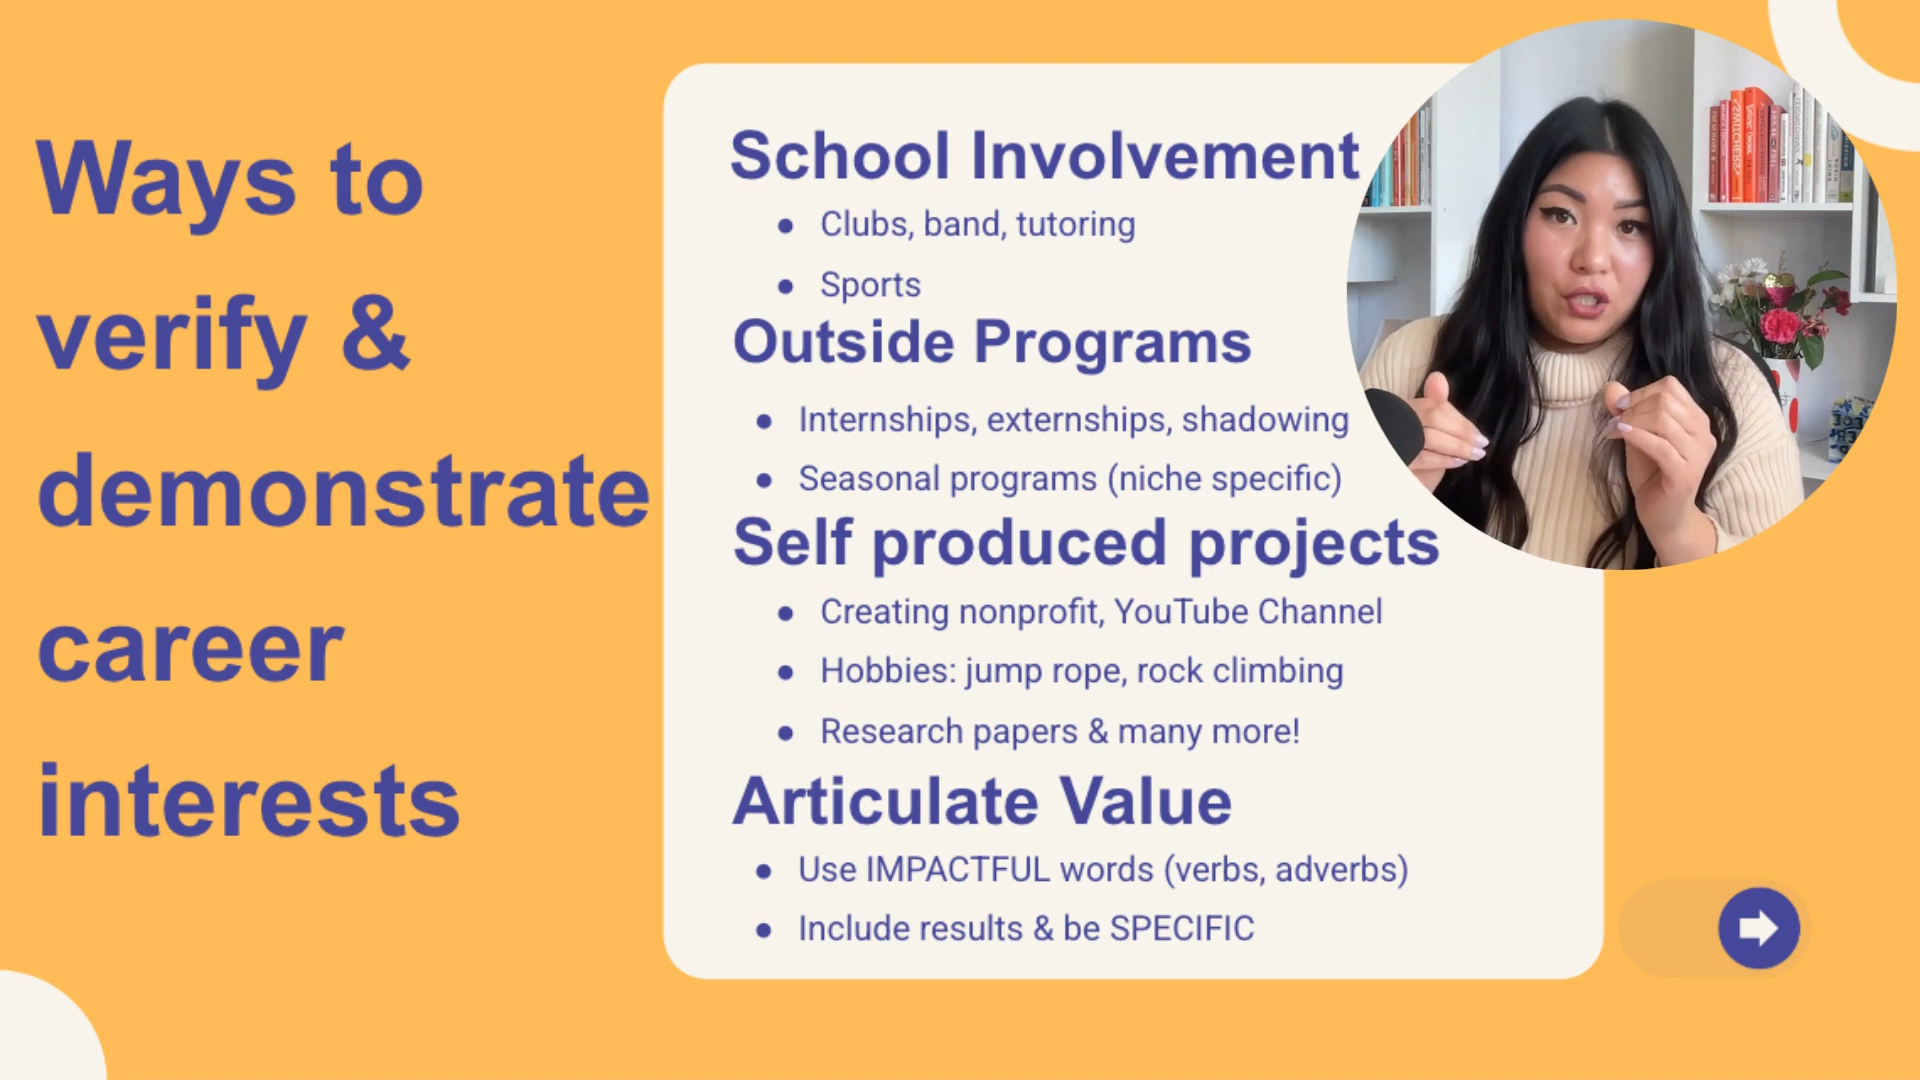 Ways to
verify &
demonstrate
career
interests
School Involvement
● Clubs, band, tutoring
● Sports
Outside Programs
● Internships, externships, shadowing
● Seasonal programs (niche specific)
Self produced projects
● Creating nonprofit, YouTube Channel
● Hobbies: jump rope, rock climbing
● Research papers & many more!
Articulate Value
● Use IMPACTFUL words (verbs, adverbs)
● Include results & be SPECIFIC